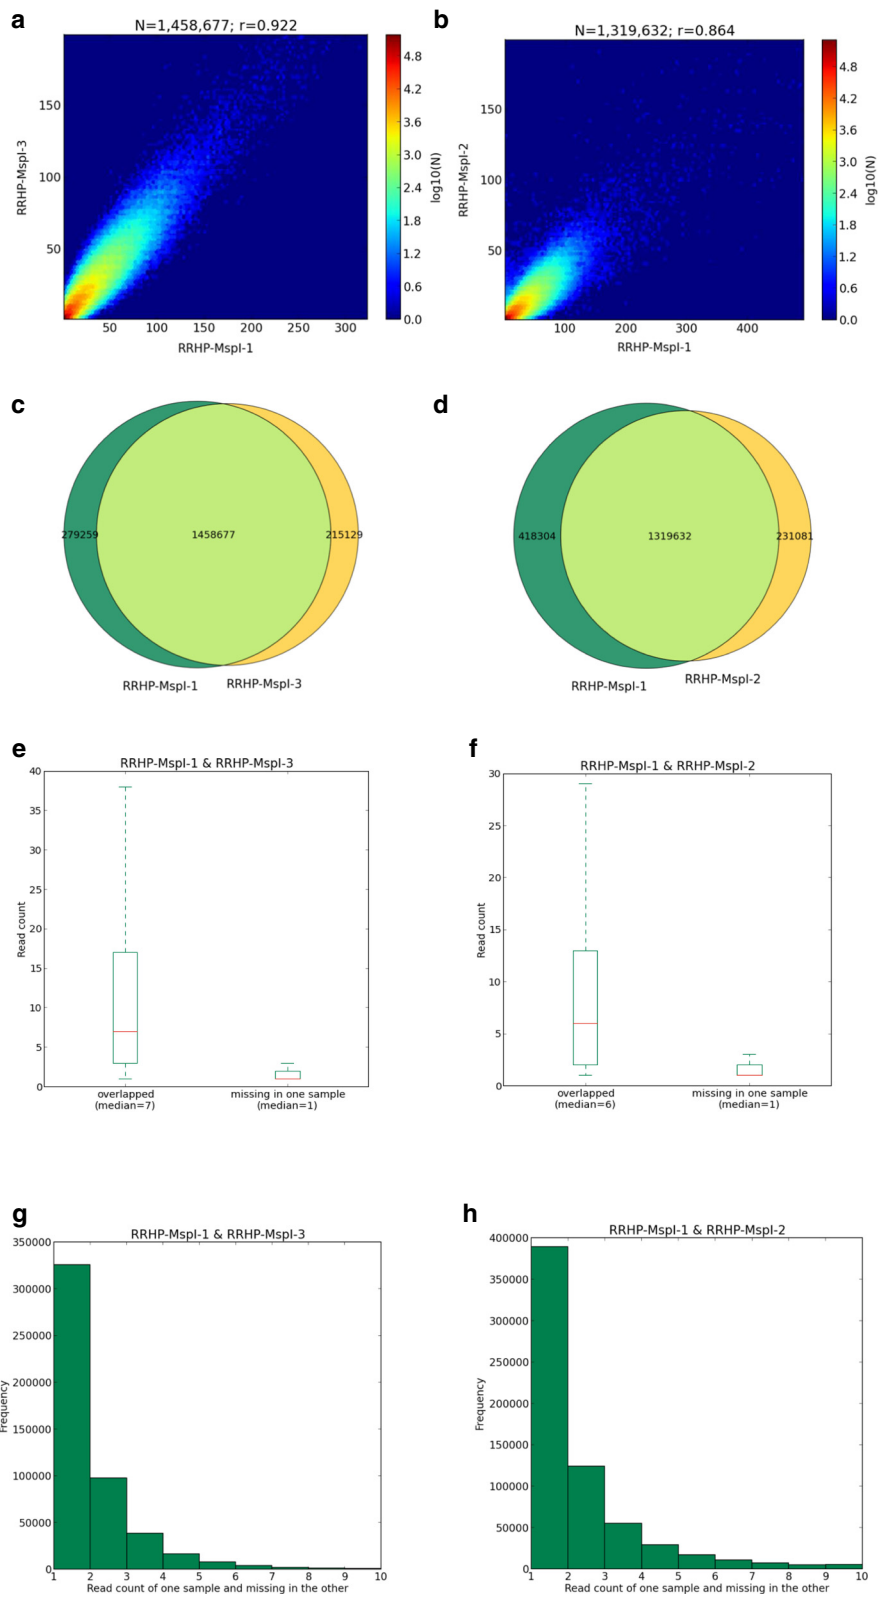 a
N=1,458,677; r=0.922
150
100
50
RRHP-MspI-3
50 100 150 200 250 300
RRHP-MspI-1
4.8
4.2
3.6
3.0
2.4
1.8
1.2
0.6
0.0
log10(N)
b
N=1,319,632; r=0.864
150
100
50
RRHP-MspI-2
100 200 300 400
RRHP-MspI-1
4.8
4.2
3.6
3.0
2.4
1.8
1.2
0.6
0.0
log10(N)
c
279259 1458677 215129
RRHP-MspI-1 RRHP-MspI-3
d
418304 1319632 231081
RRHP-MspI-1 RRHP-MspI-2
e
RRHP-MspI-1 & RRHP-MspI-3
40
35
30
25
20
15
10
5
0
Read count
overlapped missing in one sample
(median=7) (median=1)
f
RRHP-MspI-1 & RRHP-MspI-2
30
25
20
15
10
5
0
Read count
overlapped missing in one sample
(median=6) (median=1)
g
RRHP-MspI-1 & RRHP-MspI-3
350000
300000
250000
200000
150000
100000
50000
0
Frequency
1 2 3 4 5 6 7 8 9 10
Read count of one sample and missing in the other
h
RRHP-MspI-1 & RRHP-MspI-2
400000
350000
300000
250000
200000
150000
100000
50000
0
Frequency
1 2 3 4 5 6 7 8 9 10
Read count of one sample and missing in the other